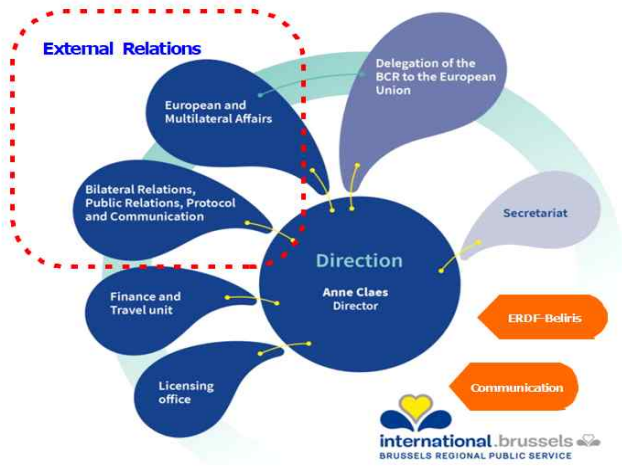 External Relations
Delegation of the
BCR to the European
Union
European and
Multilateral Affairs
Bilateral Relations,
Public Relations, Protocol
and Communication
Secretariat
Direction
Anne Claes
Director
Finance and
Travel unit
ERDF-Beliris
Licensing
office
Communication
international.brussels
BRUSSELS REGIONAL PUBLIC SERVICE